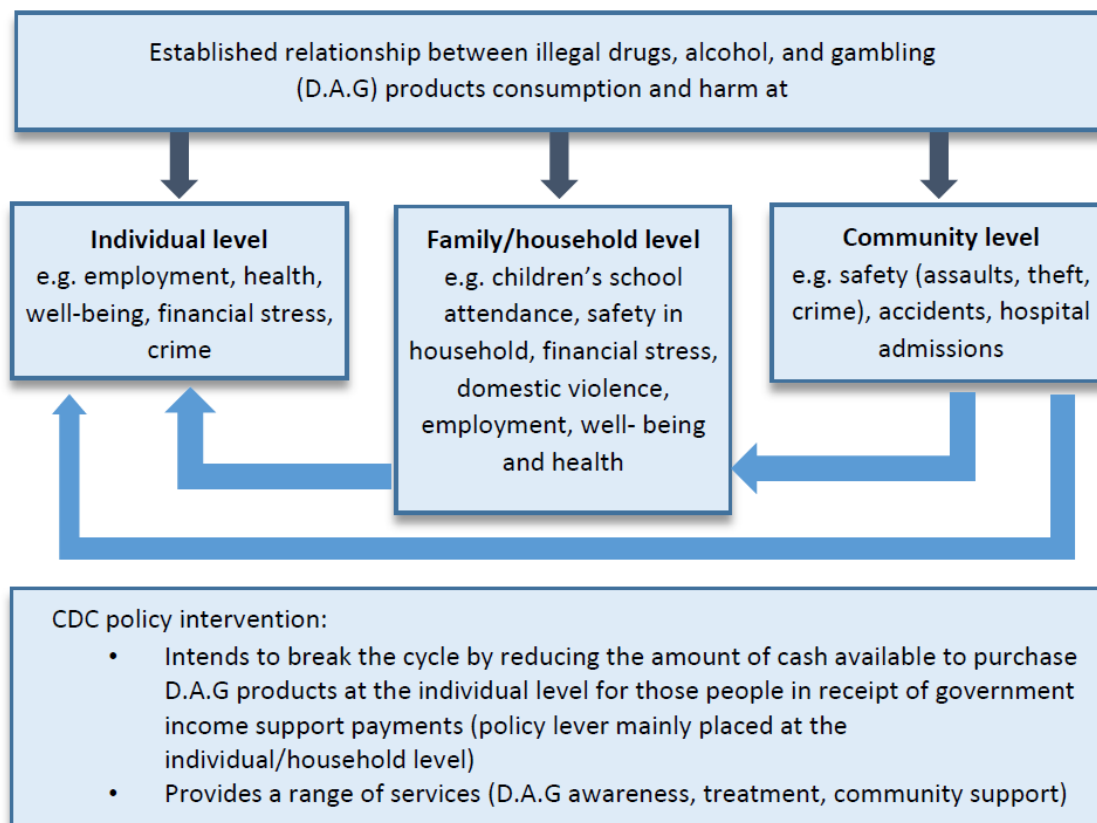 Established relationship between illegal drugs, alcohol, and gambling
(D.A.G) products consumption and harm at
Individual level
e.g. employment, health,
well-being, financial stress,
crime
Family/household level
e.g. children’s school
attendance, safety in
household, financial stress,
domestic violence,
employment, well- being
and health
Community level
e.g. safety (assaults, theft,
crime), accidents, hospital
admissions
CDC policy intervention:
• Intends to break the cycle by reducing the amount of cash available to purchase
D.A.G products at the individual level for those people in receipt of government
income support payments (policy lever mainly placed at the
individual/household level)
• Provides a range of services (D.A.G awareness, treatment, community support)